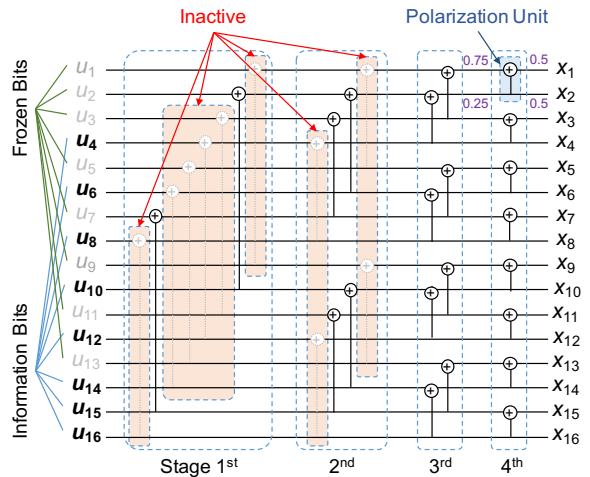 Inactive
Polarization Unit
Frozen Bits
Information Bits
u1
u2
u3
u4
u5
u6
u7
u8
u9
u10
u11
u12
u13
u14
u15
u16
0.75
0.5
0.25
0.5
x1
x2
x3
x4
x5
x6
x7
x8
x9
x10
x11
x12
x13
x14
x15
x16
Stage 1st
2nd
3rd
4th